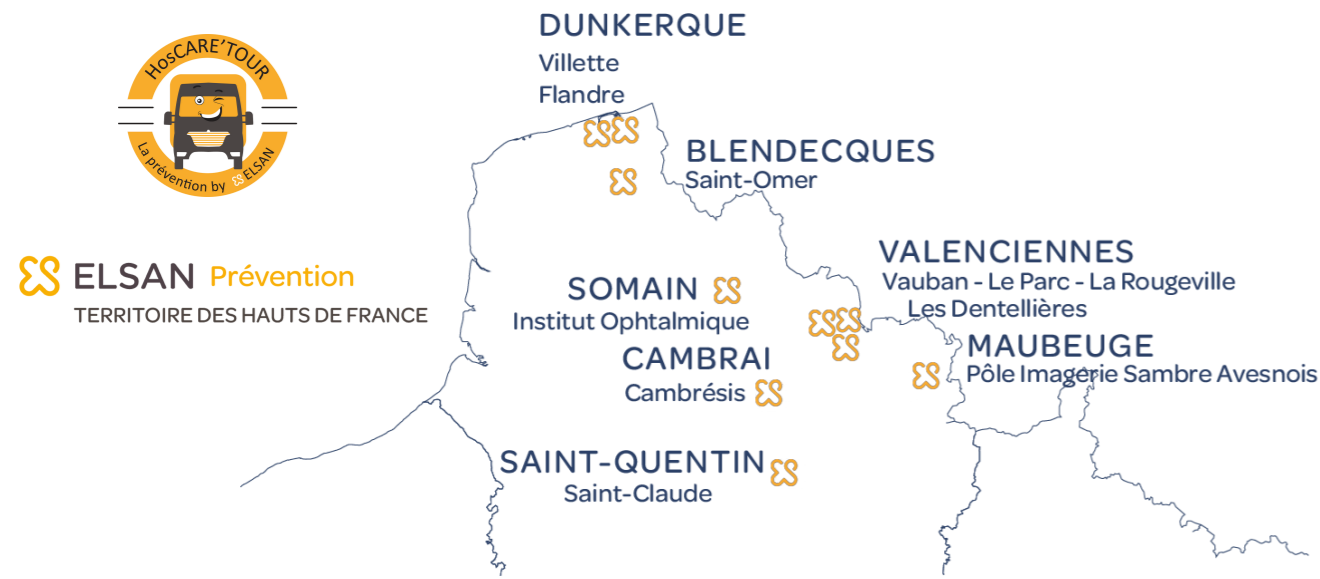 HosCARE'TOUR
La prévention by ELSAN
ELSAN Prévention
TERRITOIRE DES HAUTS DE FRANCE
DUNKERQUE
Villette
Flandre
BLENDECQUES
Saint-Omer
SOMAIN
Institut Ophtalmique
CAMBRAI
Cambrésis
VALENCIENNES
Vauban - Le Parc - La Rougeville
Les Dentellières
MAUBEUGE
Pôle Imagerie Sambre Avesnois
SAINT-QUENTIN
Saint-Claude